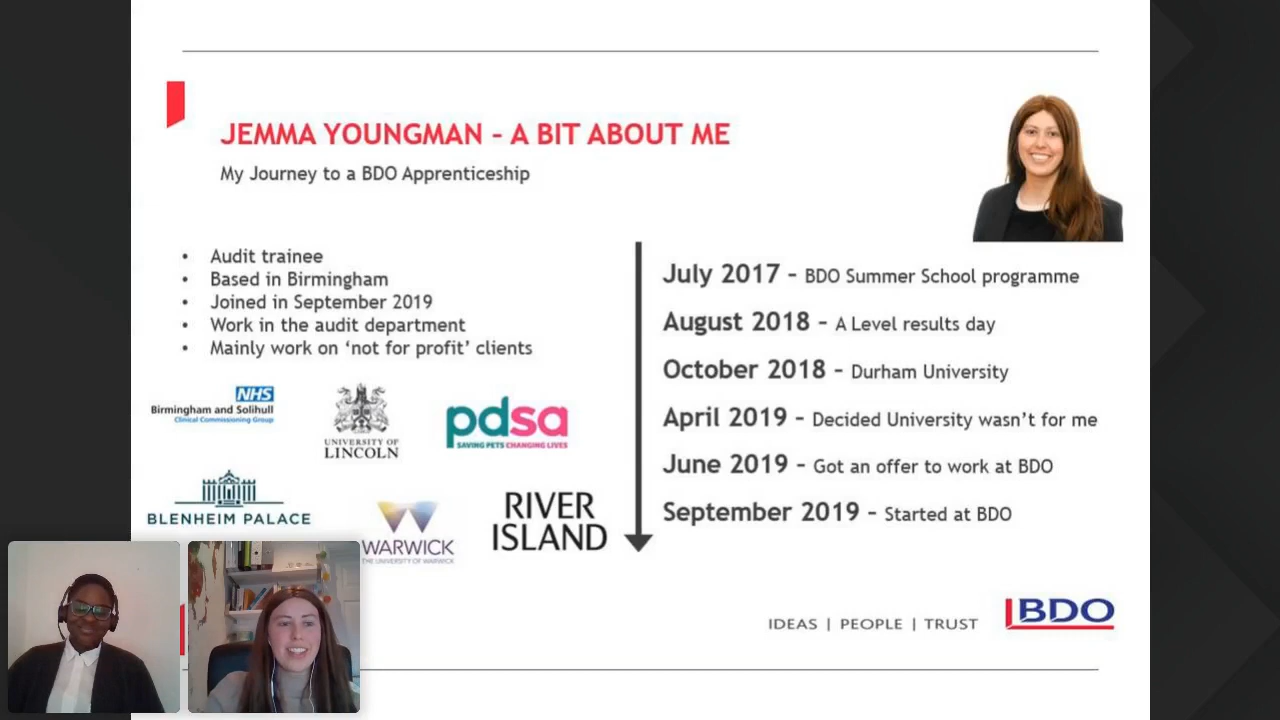 JEMMA YOUNGMAN – A BIT ABOUT ME
My Journey to a BDO Apprenticeship
• Audit trainee
• Based in Birmingham
• Joined in September 2019
• Work in the audit department
• Mainly work on ‘not for profit’ clients
NHS
Birmingham and Solihull
Clinical Commissioning Group
UNIVERSITY OF
LINCOLN
pdsa
SAVING PETS CHANGING LIVES
BLENHEIM PALACE
WARWICK
THE UNIVERSITY OF WARWICK
RIVER
ISLAND
July 2017 – BDO Summer School programme
August 2018 – A Level results day
October 2018 – Durham University
April 2019 – Decided University wasn’t for me
June 2019 – Got an offer to work at BDO
September 2019 – Started at BDO
IDEAS | PEOPLE | TRUST
BDO